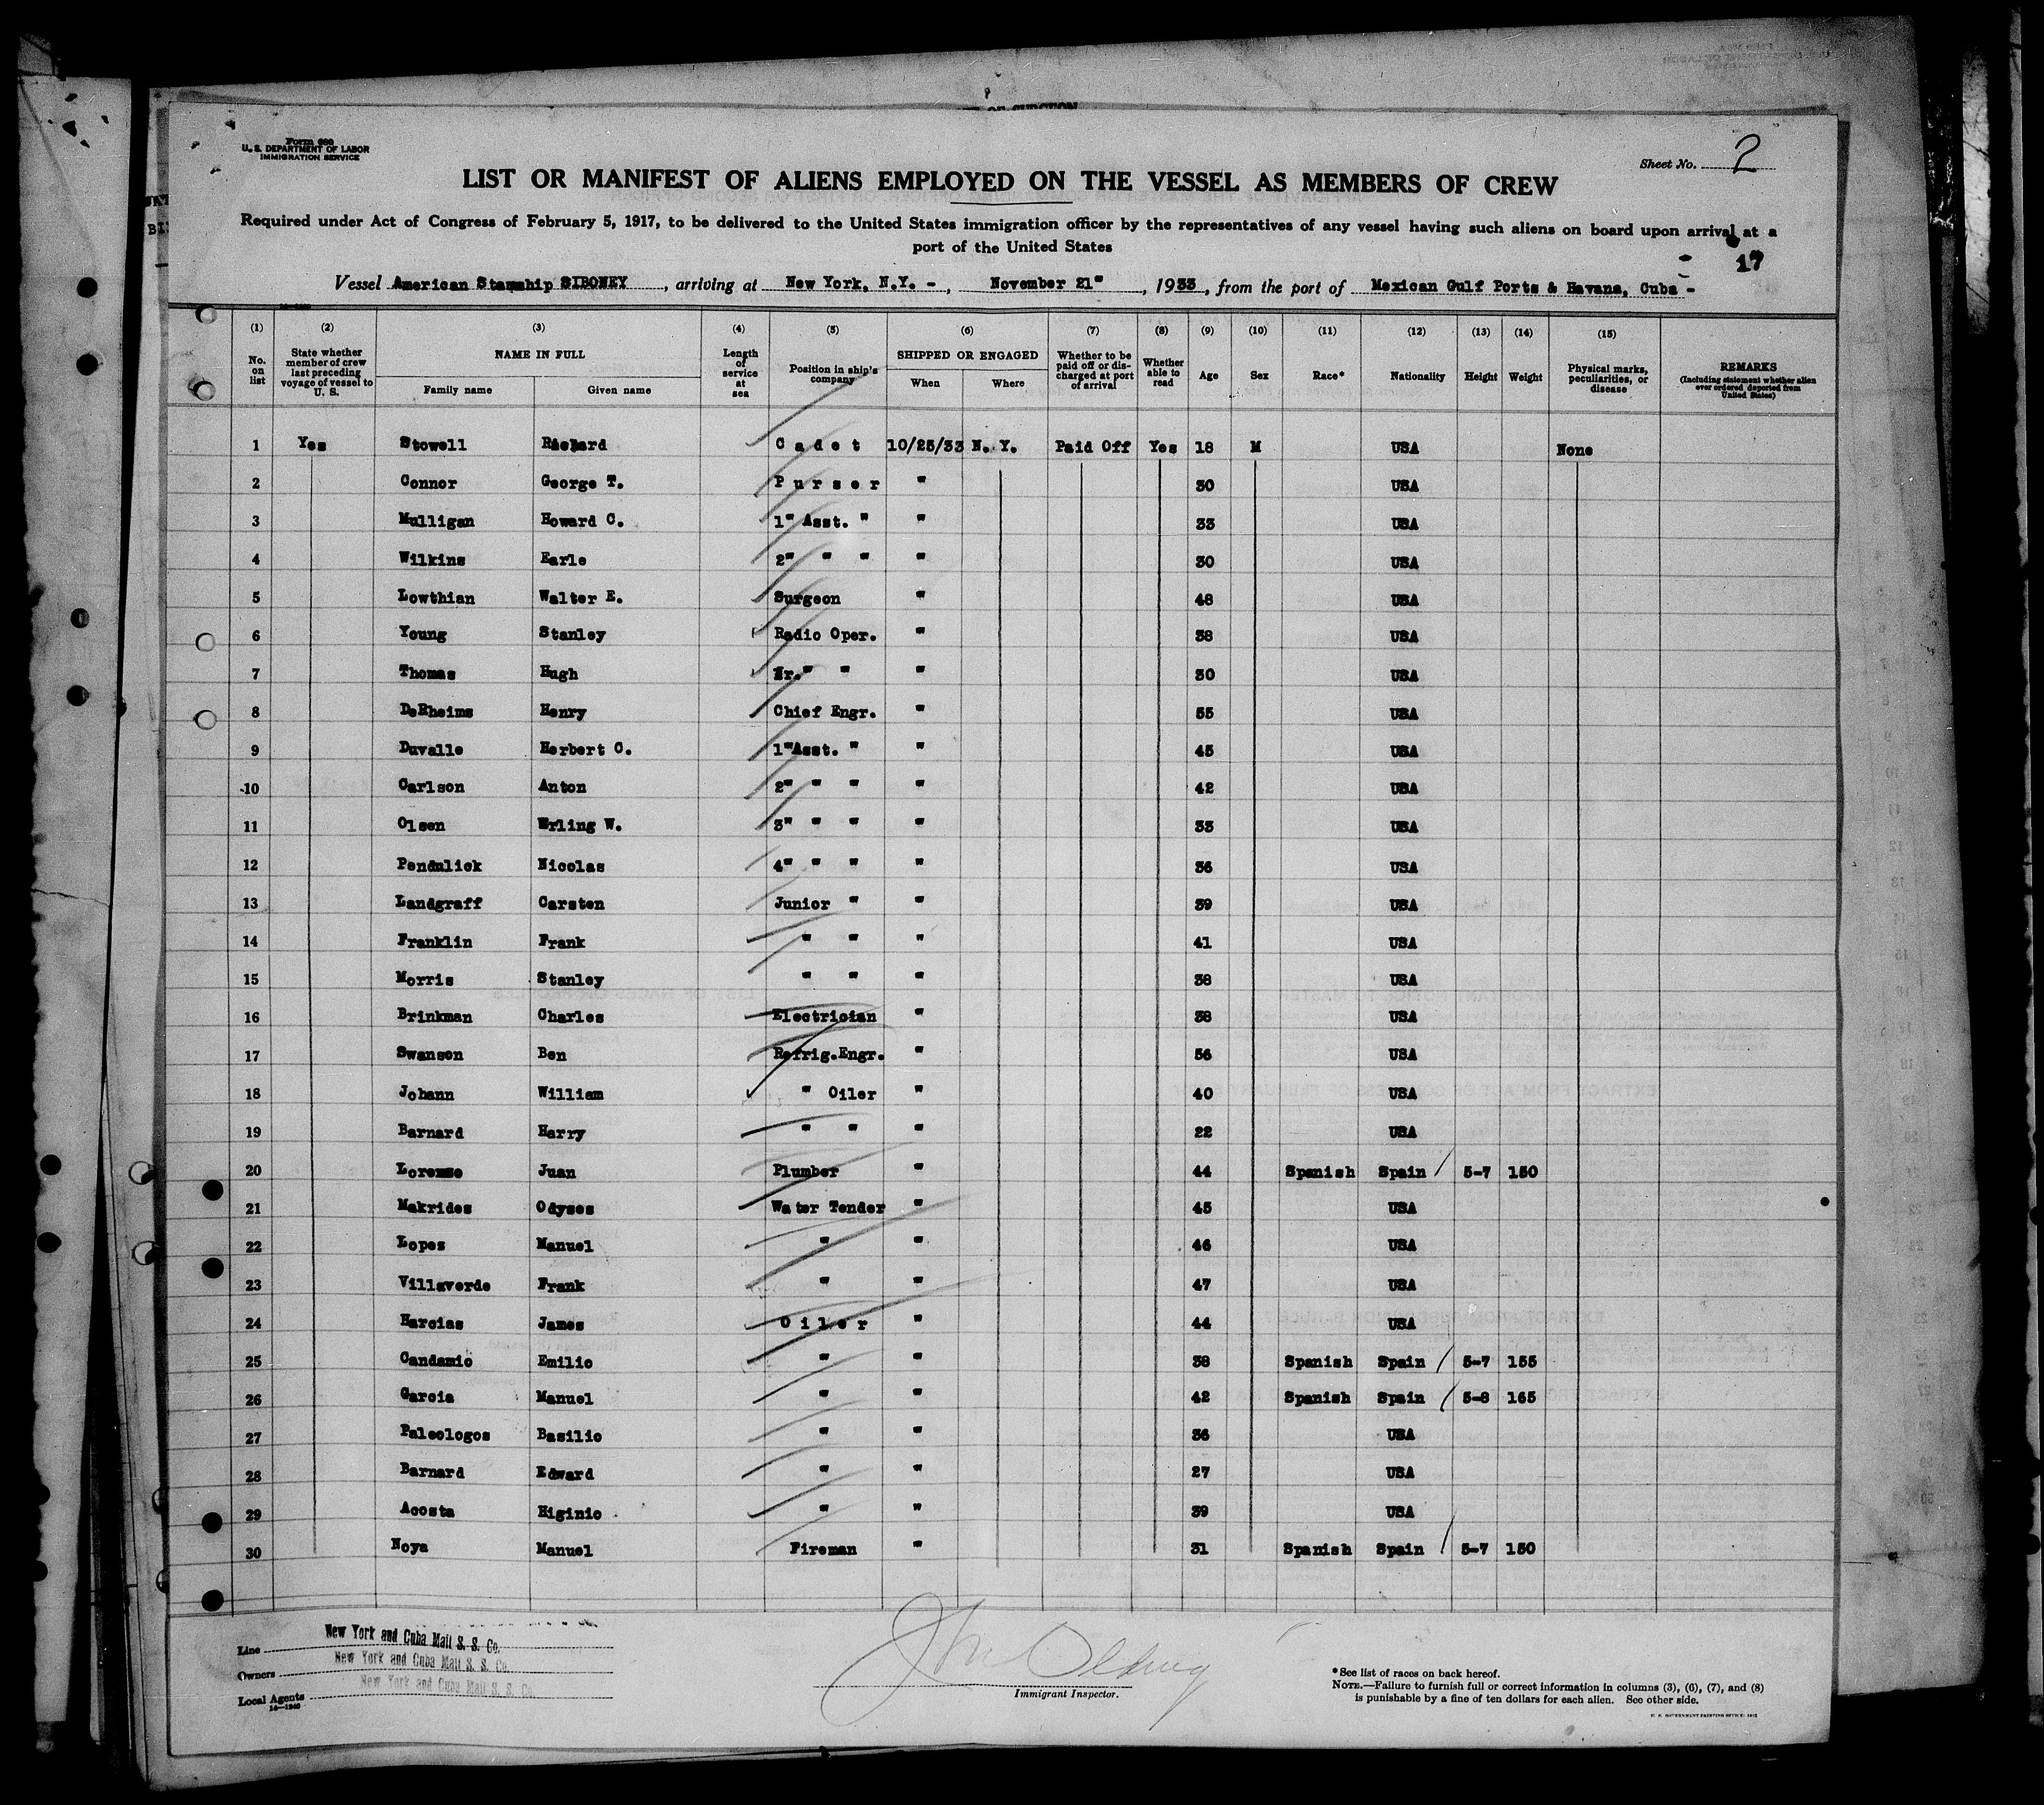 Form 680
U. S. DEPARTMENT OF LABOR
IMMIGRATION SERVICE
Sheet No. 2
LIST OR MANIFEST OF ALIENS EMPLOYED ON THE VESSEL AS MEMBERS OF CREW
Required under Act of Congress of February 5, 1917, to be delivered to the United States immigration officer by the representatives of any vessel having such aliens on board upon arrival at a
port of the United States
17
Vessel American Stamship SIBONEY, arriving at New York, N.Y. -, November 21", 1933, from the port of Mexican Gulf Ports & Havana, Cuba -
(1) (2) (3) (4) (5) (6) (7) (8) (9) (10) (11) (12) (13) (14) (15)
No. on list State whether member of crew last preceding voyage of vessel to U. S. NAME IN FULL Family name Given name Length of service at sea Position in ship's company SHIPPED OR ENGAGED When Where Whether to be paid off or discharged at port of arrival Whether able to read Age Sex Race* Nationality Height Weight Physical marks, peculiarities, or disease REMARKS (Including statement whether alien ever ordered deported from United States)
1 Yes Stowell Richard Cadet 10/25/33 N. Y. Paid Off Yes 18 M USA None
2 Connor George T. Purser " 30 USA
3 Mulligan Howard C. 1" Asst. " " 33 USA
4 Wilkins Earle 2" " " " 30 USA
5 Lowthian Walter E. Surgeon " 48 USA
6 Young Stanley Radio Oper. " 38 USA
7 Thomas Hugh " " " 30 USA
8 DeRheims Henry Chief Engr. " 55 USA
9 Duvalle Herbert C. 1"Asst. " " 45 USA
10 Carlson Anton 2" " " " 42 USA
11 Olsen Erling W. 3" " " " 33 USA
12 Pendulick Nicolas 4" " " " 36 USA
13 Landgraff Carsten Junior " " 39 USA
14 Franklin Frank " " " 41 USA
15 Morris Stanley " " " 38 USA
16 Brinkman Charles Electrician " 38 USA
17 Swanson Ben Refrig.Engr. " 56 USA
18 Johann William " Oiler " 40 USA
19 Barnard Harry " " " 22 USA
20 Juan Plumber " 44 Spanish Spain 5-7 150
21 Makrides Odyses Water Tender " 45 USA
22 Lopes Manuel " " 46 USA
23 Villaverde Frank " " 47 USA
24 Harcias James Oiler " 44 USA
25 Candamio Emilio " " 38 Spanish Spain 5-7 155
26 Garcia Manuel " " 42 Spanish Spain 5-8 165
27 Paleologos Basilio " " 36 USA
28 Barnard Edward " " 27 USA
29 Acosta Higinio " " 39 USA
30 Noya Manuel Fireman " 31 Spanish Spain 5-7 150
Line New York and Cuba Mail S. S. Co.
Owners New York and Cuba Mail S. S. Co.
Local Agents New York and Cuba Mail S. S. Co.
14—1240
Immigrant Inspector.
*See list of races on back hereof.
NOTE.—Failure to furnish full or correct information in columns (3), (6), (7), and (8)
is punishable by a fine of ten dollars for each alien. See other side.